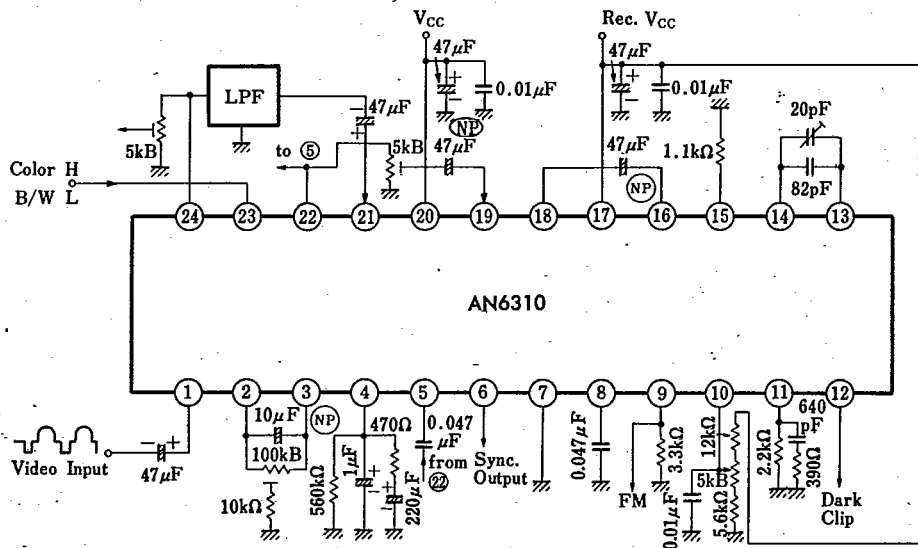 VCC
Rec. VCC
47μF
0.01μF
47μF
0.01μF
LPF
47μF
NP
20pF
5kB
to ⑤
5kB
47μF
47μF
NP
1.1kΩ
82pF
Color H
B/W L
24 23 22 21 20 19 18 17 16 15 14 13
AN6310
1 2 3 4 5 6 7 8 9 10 11 12
Video Input
47μF
10μF
NP
100kB
10kΩ
560kΩ
1μF
470Ω
220μF
0.047
μF
from
㉒
Sync.
Output
0.047μF
FM
3.3kΩ
0.01μF
12kΩ
5kB
5.6kΩ
2.2kΩ
640
pF
390Ω
Dark
Clip